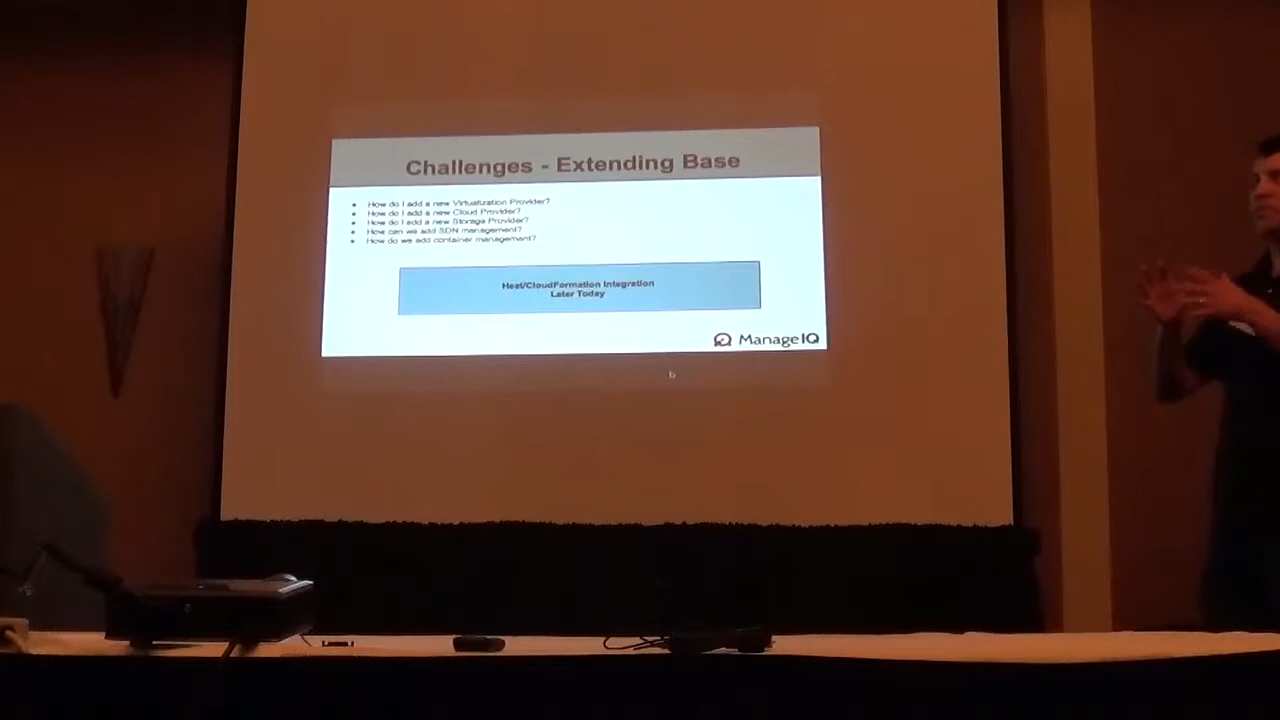 Challenges - Extending Base
How do I add a new Virtualization Provider?
How do I add a new Cloud Provider?
How do I add a new Storage Provider?
How can we add SDN management?
How do we add container management?
Heat/CloudFormation Integration
Later Today
ManageIQ